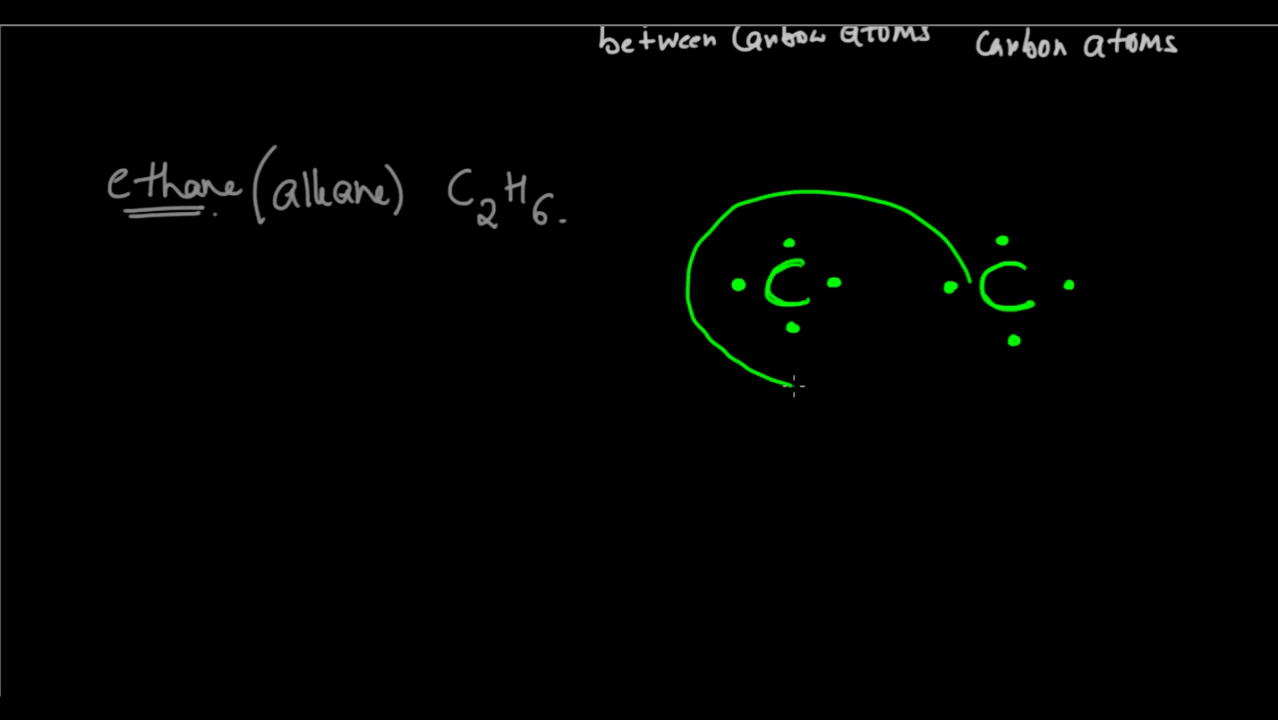 between Carbon atoms Carbon atoms
ethane (alkane) C₂H₆.
C C